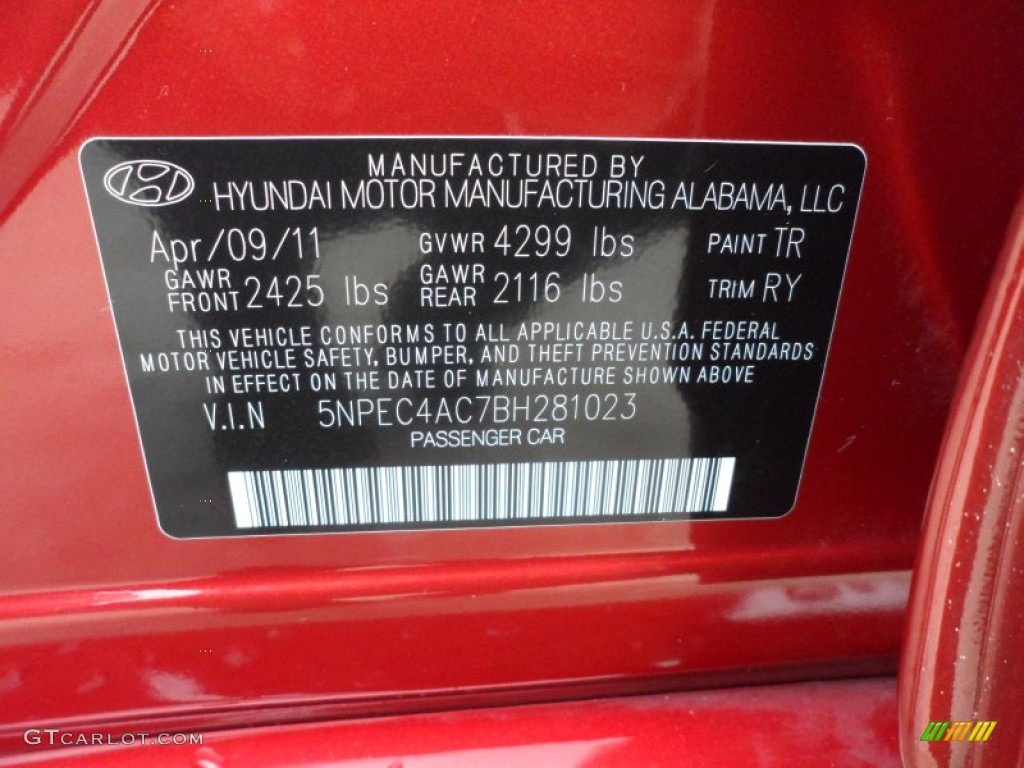 MANUFACTURED BY
HYUNDAI MOTOR MANUFACTURING ALABAMA, LLC
Apr/09/11 GVWR 4299 lbs PAINT TR
GAWR FRONT 2425 lbs GAWR REAR 2116 lbs TRIM RY
THIS VEHICLE CONFORMS TO ALL APPLICABLE U.S.A. FEDERAL
MOTOR VEHICLE SAFETY, BUMPER, AND THEFT PREVENTION STANDARDS
IN EFFECT ON THE DATE OF MANUFACTURE SHOWN ABOVE
V.I.N 5NPEC4AC7BH281023
PASSENGER CAR
GTCARLOT.COM